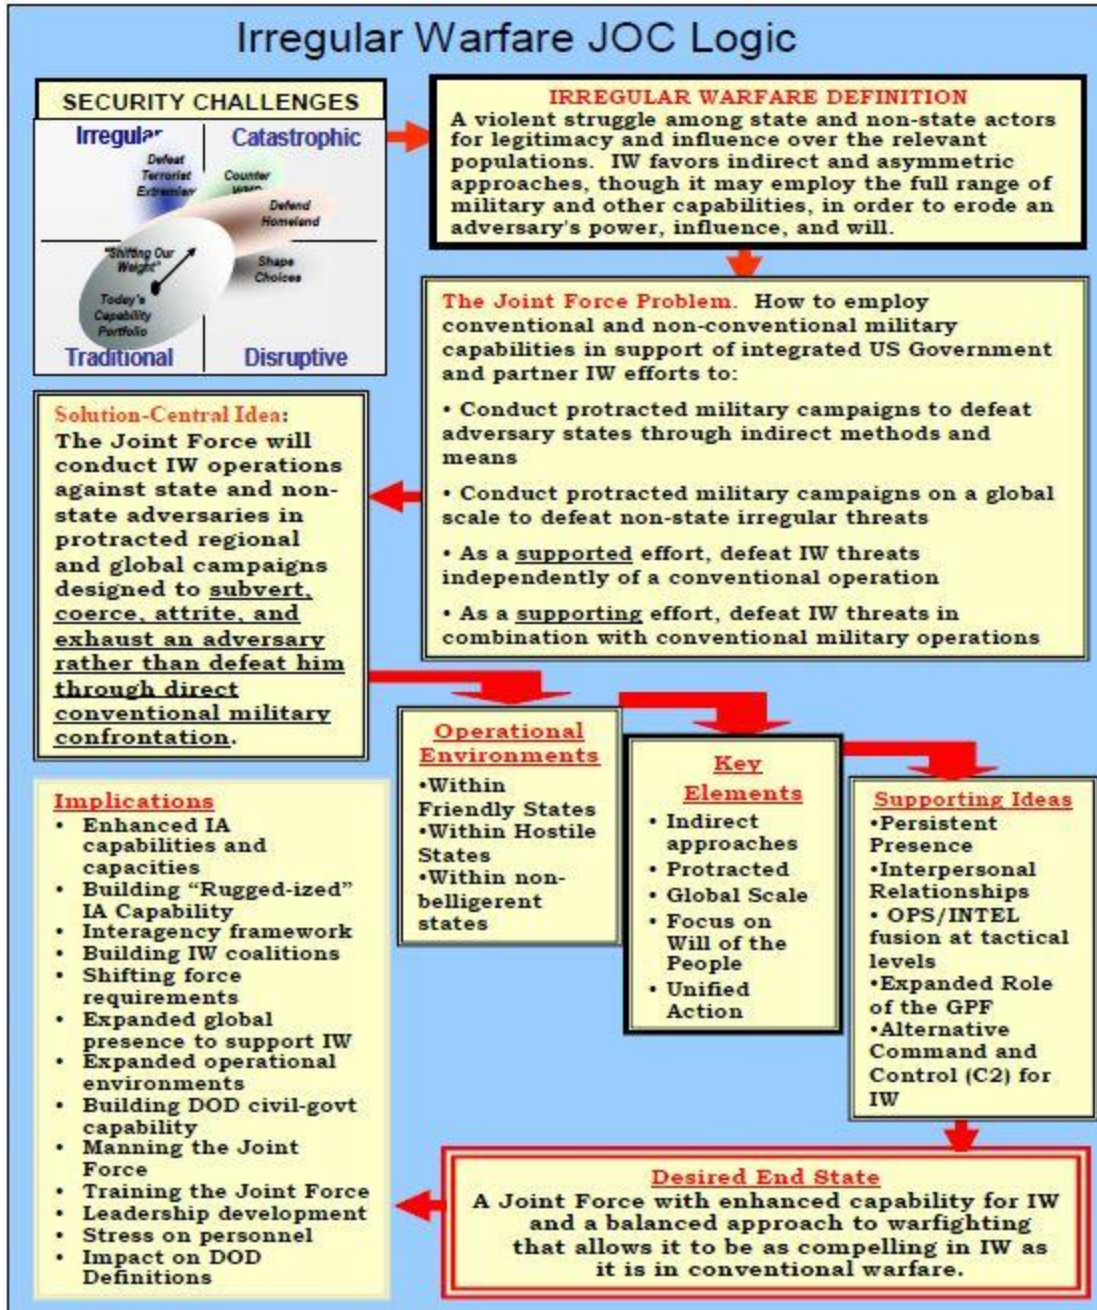 Irregular Warfare JOC Logic
SECURITY CHALLENGES
Irregular
Catastrophic
Defeat
Terrorist
Extremism
Counter
WMD
Defend
Homeland
"Shifting Our
Weight"
Shape
Choices
Today's
Capability
Portfolio
Traditional
Disruptive
IRREGULAR WARFARE DEFINITION
A violent struggle among state and non-state actors
for legitimacy and influence over the relevant
populations. IW favors indirect and asymmetric
approaches, though it may employ the full range of
military and other capabilities, in order to erode an
adversary's power, influence, and will.
The Joint Force Problem. How to employ
conventional and non-conventional military
capabilities in support of integrated US Government
and partner IW efforts to:
• Conduct protracted military campaigns to defeat
adversary states through indirect methods and
means
• Conduct protracted military campaigns on a global
scale to defeat non-state irregular threats
• As a supported effort, defeat IW threats
independently of a conventional operation
• As a supporting effort, defeat IW threats in
combination with conventional military operations
Solution-Central Idea:
The Joint Force will
conduct IW operations
against state and non-
state adversaries in
protracted regional
and global campaigns
designed to subvert,
coerce, attrite, and
exhaust an adversary
rather than defeat him
through direct
conventional military
confrontation.
Operational
Environments
•Within
Friendly States
•Within Hostile
States
•Within non-
belligerent
states
Key
Elements
• Indirect
approaches
• Protracted
• Global Scale
• Focus on
Will of the
People
• Unified
Action
Supporting Ideas
•Persistent
Presence
•Interpersonal
Relationships
• OPS/INTEL
fusion at tactical
levels
•Expanded Role
of the GPF
•Alternative
Command and
Control (C2) for
IW
Implications
• Enhanced IA
capabilities and
capacities
• Building "Rugged-ized"
IA Capability
• Interagency framework
• Building IW coalitions
• Shifting force
requirements
• Expanded global
presence to support IW
• Expanded operational
environments
• Building DOD civil-govt
capability
• Manning the Joint
Force
• Training the Joint Force
• Leadership development
• Stress on personnel
• Impact on DOD
Definitions
Desired End State
A Joint Force with enhanced capability for IW
and a balanced approach to warfighting
that allows it to be as compelling in IW as
it is in conventional warfare.